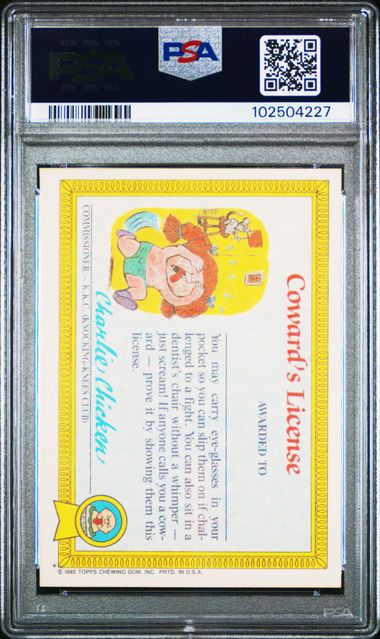 PSA
102504227
Coward's License
AWARDED TO
You may carry eye-glasses in your
pocket so you can slip them on if chal-
lenged to a fight. You can also sit in a
dentist's chair without a whimper —
just scream! If anyone calls you a cow-
ard — prove it by showing them this
license.
Charlie Chicken
COMMISSIONER — K.K.C. (KNOCKING-KNEES CLUB)
* © 1985 TOPPS CHEWING GUM, INC. PRTD. IN U.S.A.
PSA